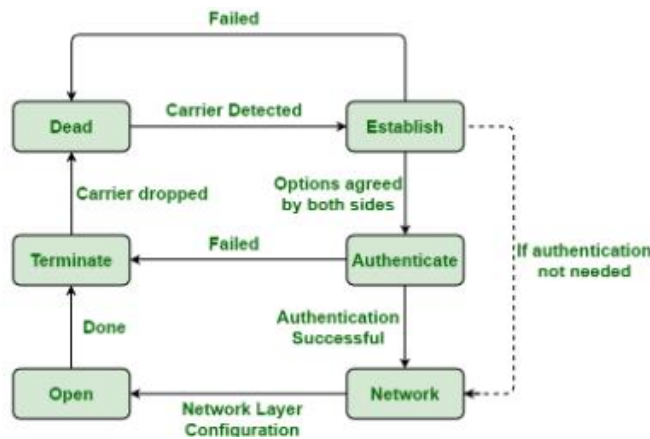 Failed
Dead
Carrier Detected
Establish
Carrier dropped
Options agreed
by both sides
Terminate
Failed
Authenticate
If authentication
not needed
Done
Authentication
Successful
Open
Network Layer
Configuration
Network